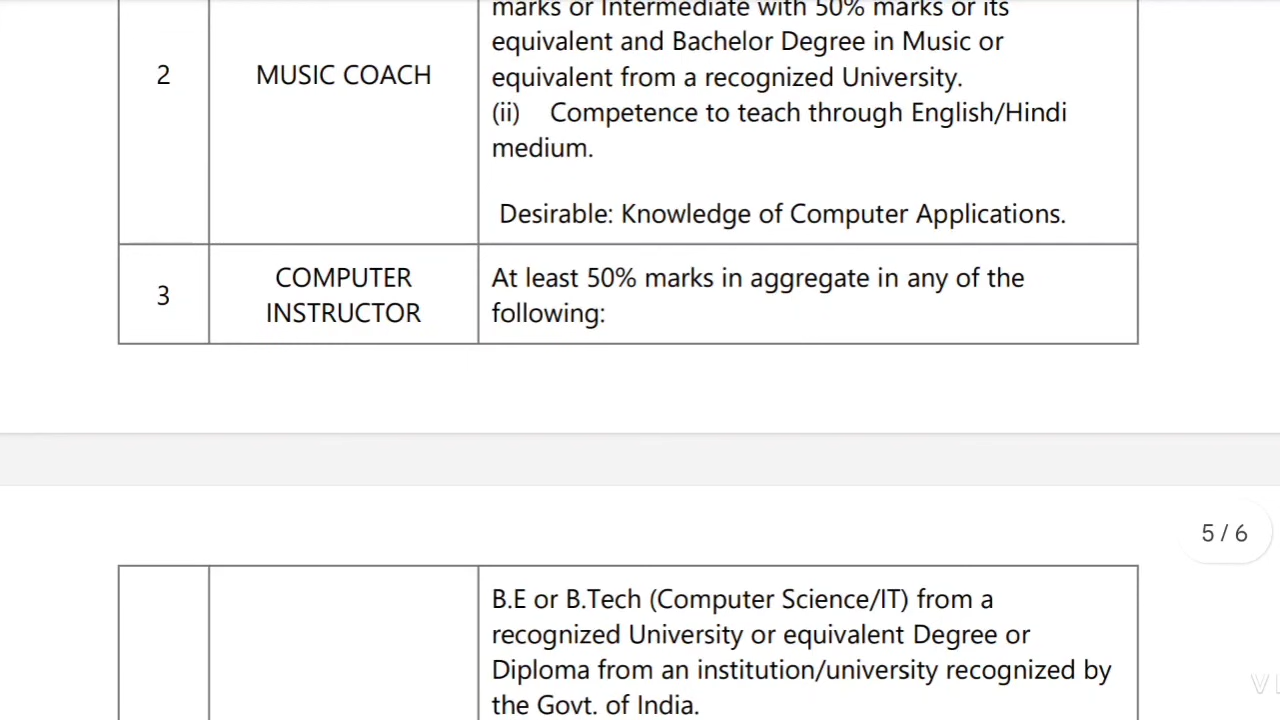 marks or Intermediate with 50% marks or its
equivalent and Bachelor Degree in Music or
2 MUSIC COACH equivalent from a recognized University.
(ii) Competence to teach through English/Hindi
medium.
Desirable: Knowledge of Computer Applications.
3 COMPUTER INSTRUCTOR At least 50% marks in aggregate in any of the
following:
5 / 6
B.E or B.Tech (Computer Science/IT) from a
recognized University or equivalent Degree or
Diploma from an institution/university recognized by
the Govt. of India.